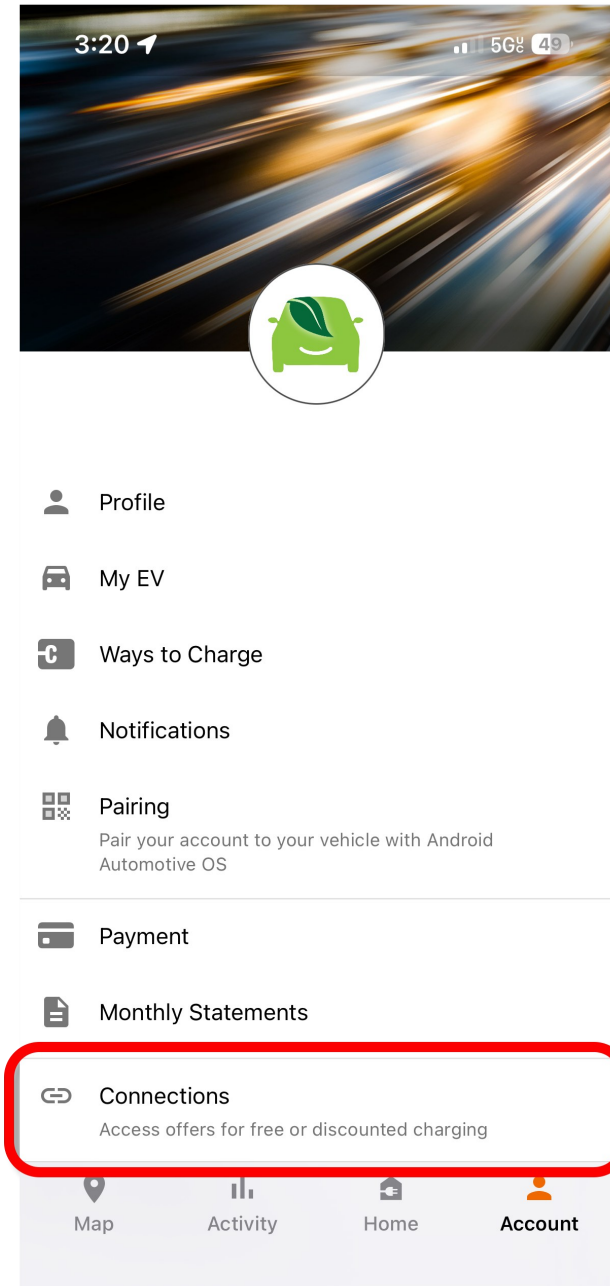 3:20
5G 49
Profile
My EV
Ways to Charge
Notifications
Pairing
Pair your account to your vehicle with Android
Automotive OS
Payment
Monthly Statements
Connections
Access offers for free or discounted charging
Map
Activity
Home
Account